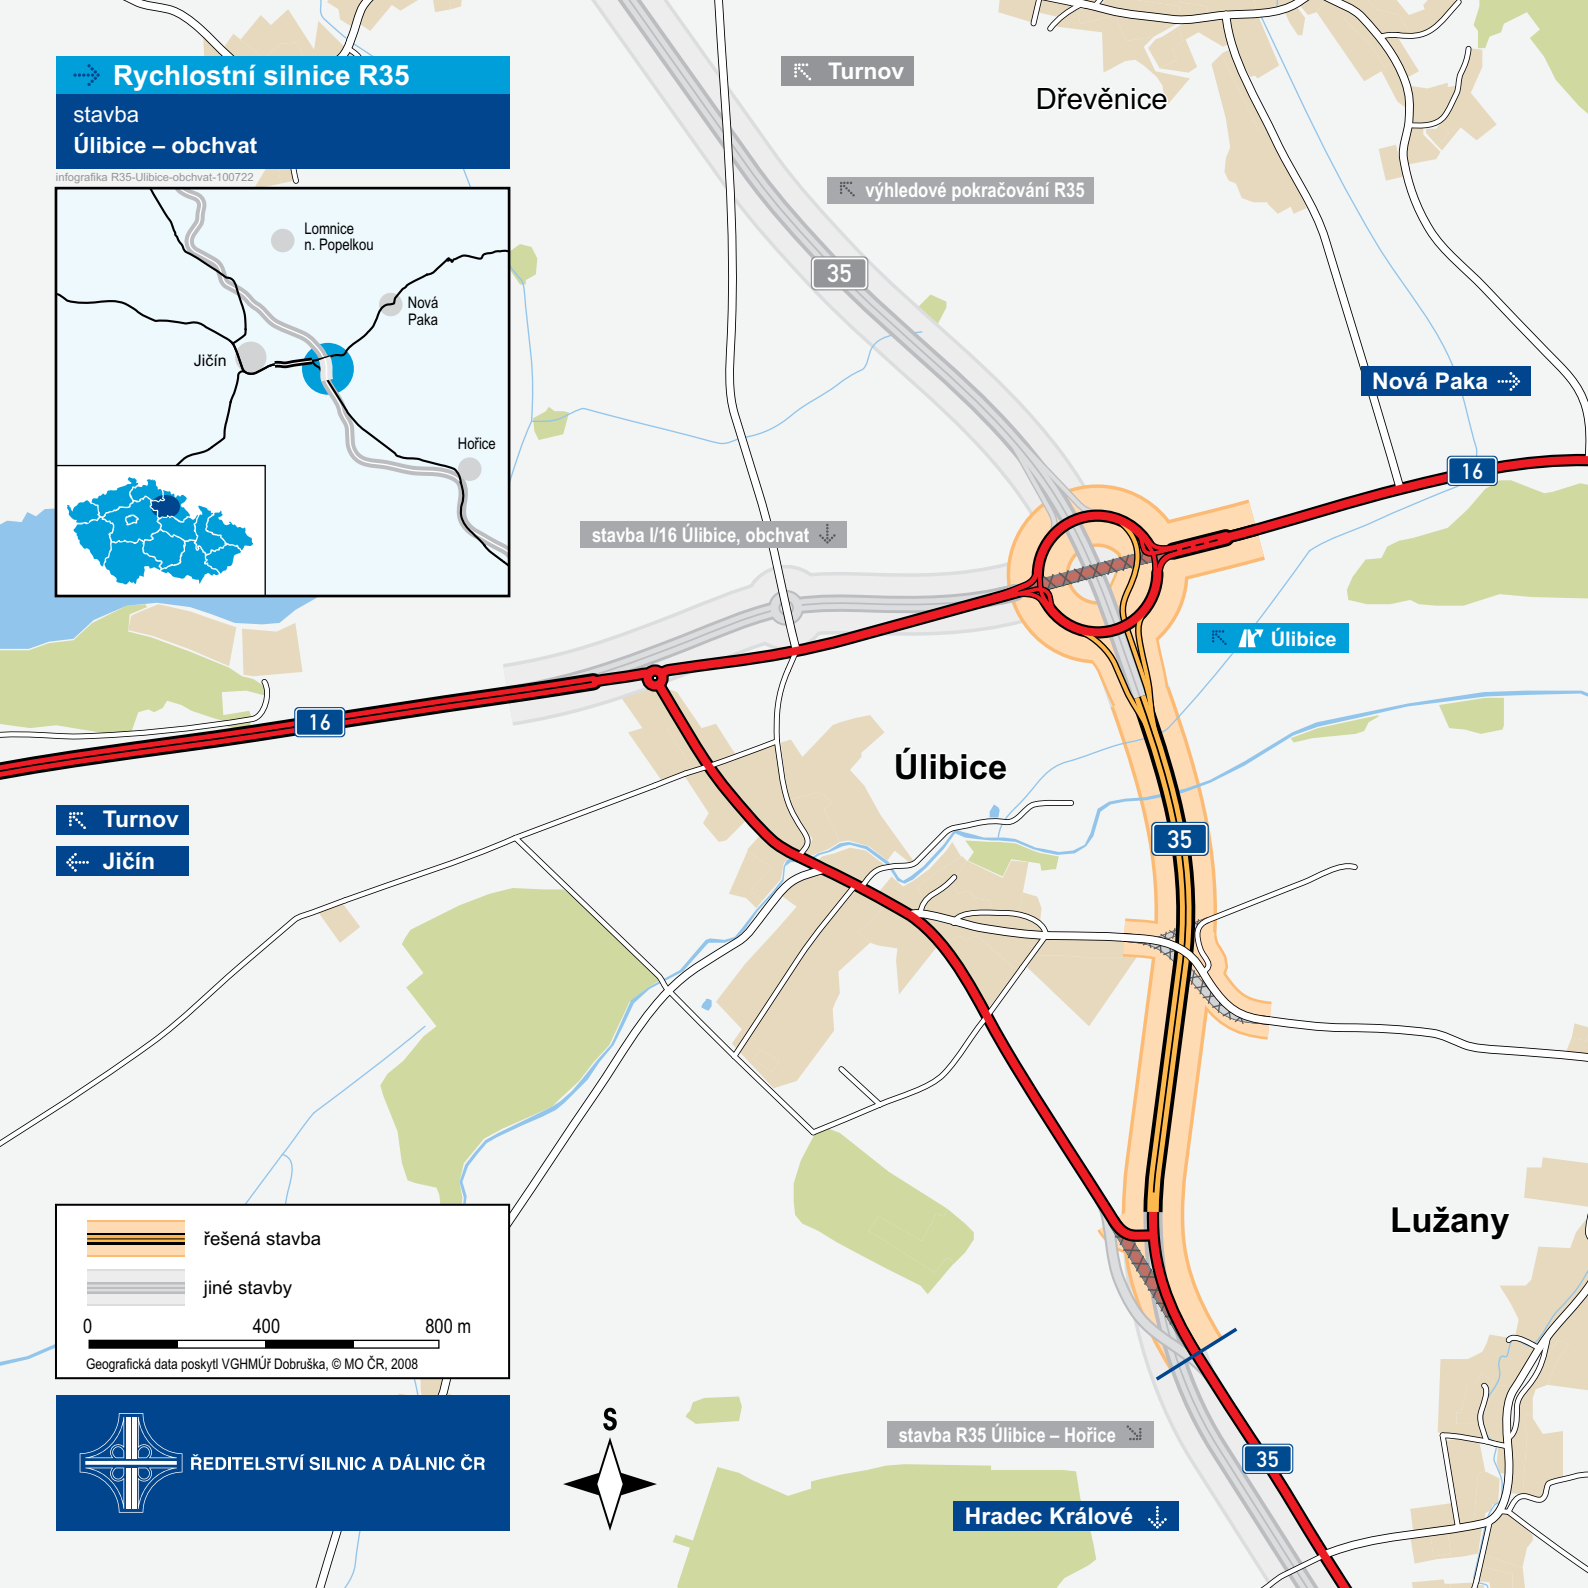 Rychlostní silnice R35
stavba
Úlibice – obchvat
infografika R35-Ulibice-obchvat-100722
Lomnice
n. Popelkou
Nová
Paka
Jičín
Hořice
Turnov
Dřevěnice
výhledové pokračování R35
35
Nová Paka
16
stavba I/16 Úlibice, obchvat
Úlibice
16
Úlibice
Turnov
Jičín
35
Lužany
řešená stavba
jiné stavby
0 400 800 m
Geografická data poskytl VGHMÚř Dobruška, © MO ČR, 2008
ŘEDITELSTVÍ SILNIC A DÁLNIC ČR
S
stavba R35 Úlibice – Hořice
35
Hradec Králové